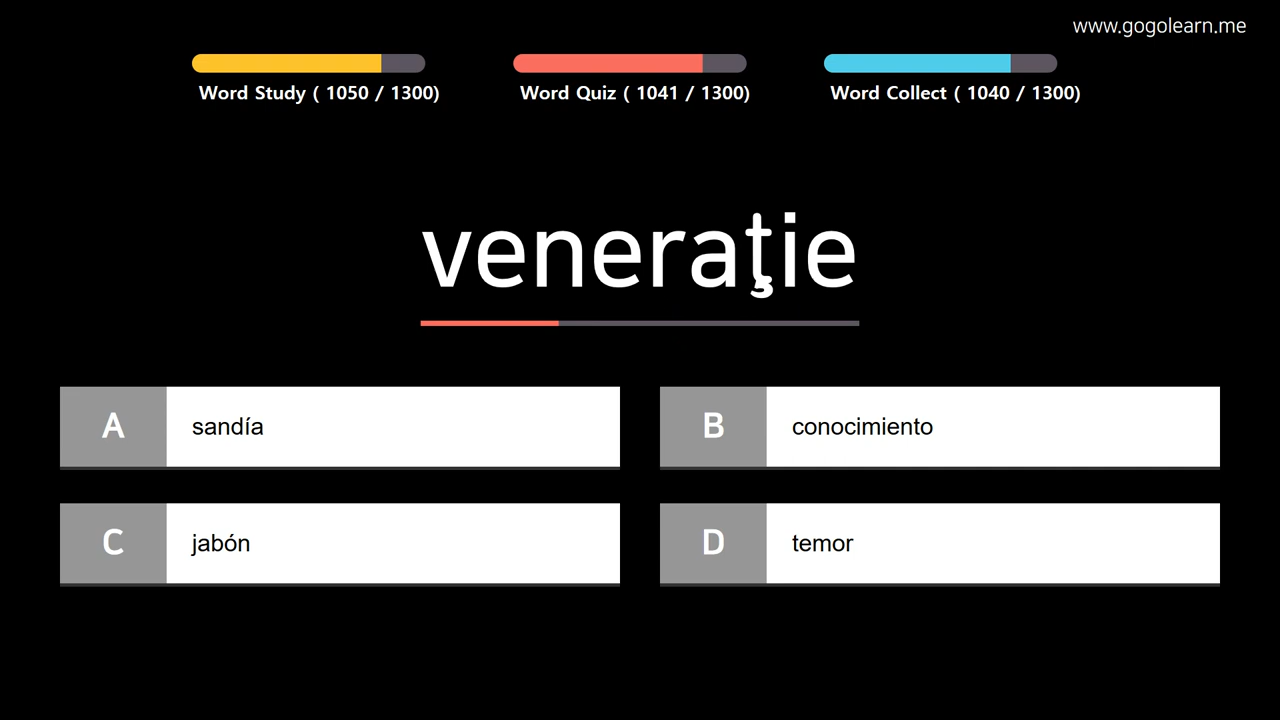 www.gogolearn.me
Word Study ( 1050 / 1300)
Word Quiz ( 1041 / 1300)
Word Collect ( 1040 / 1300)
veneraţie
A sandía
B conocimiento
C jabón
D temor